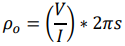 ρₒ = (V/I) * 2πs